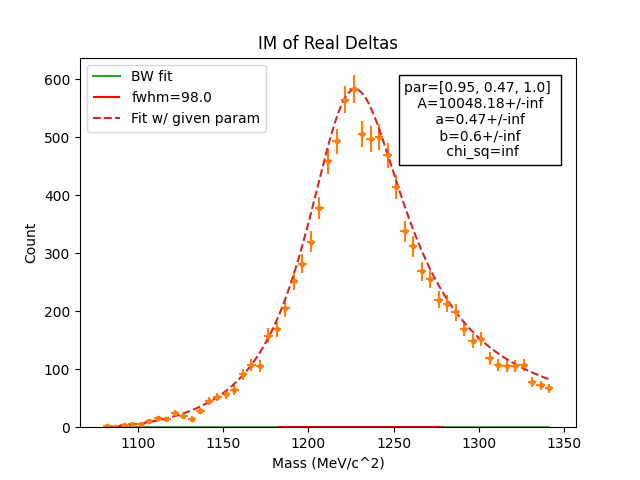 IM of Real Deltas
BW fit
fwhm=98.0
Fit w/ given param
par=[0.95, 0.47, 1.0]
A=10048.18+/-inf
a=0.47+/-inf
b=0.6+/-inf
chi_sq=inf
Count
600
500
400
300
200
100
0
1100
1150
1200
1250
1300
1350
Mass (MeV/c^2)